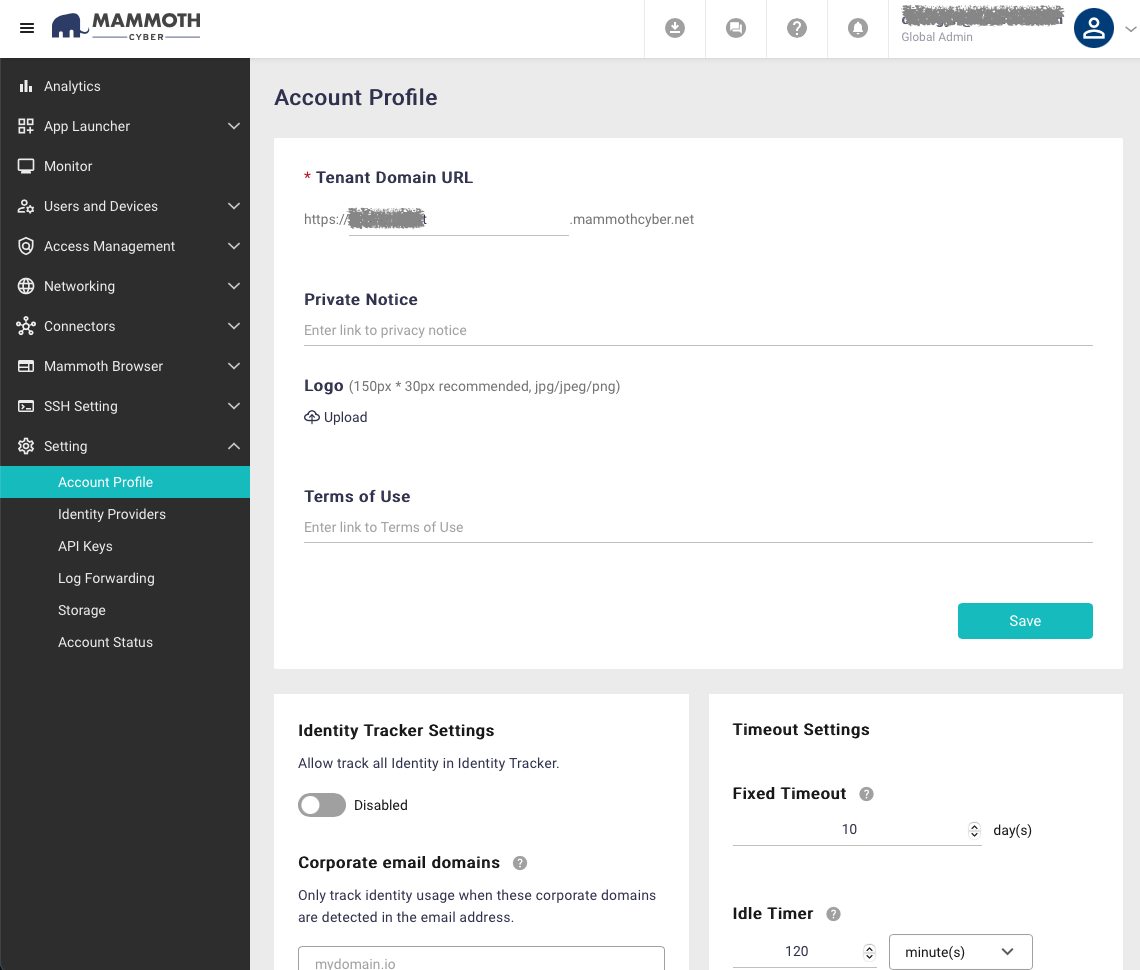 MAMMOTH
CYBER
Global Admin
Analytics
App Launcher
Monitor
Users and Devices
Access Management
Networking
Connectors
Mammoth Browser
SSH Setting
Setting
Account Profile
Identity Providers
API Keys
Log Forwarding
Storage
Account Status
Account Profile
* Tenant Domain URL
https:// .mammothcyber.net
Private Notice
Enter link to privacy notice
Logo (150px * 30px recommended, jpg/jpeg/png)
Upload
Terms of Use
Enter link to Terms of Use
Save
Identity Tracker Settings
Allow track all Identity in Identity Tracker.
Disabled
Corporate email domains
Only track identity usage when these corporate domains
are detected in the email address.
mydomain.io
Timeout Settings
Fixed Timeout
10 day(s)
Idle Timer
120 minute(s)